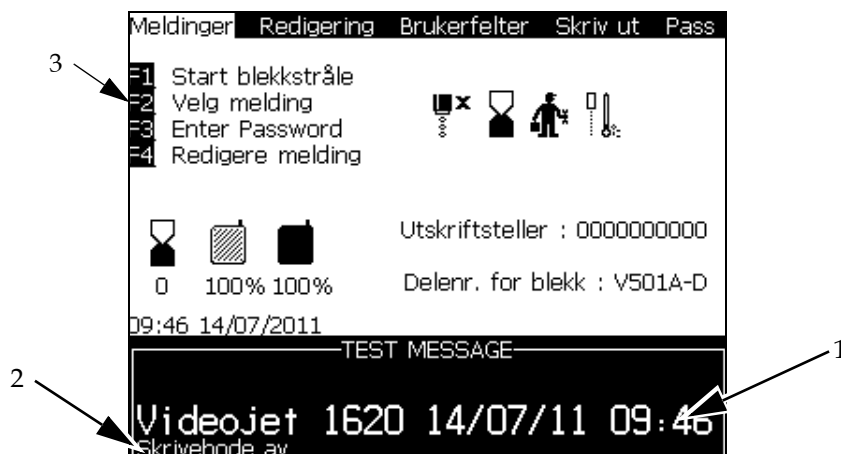 Meldinger Redigering Brukerfelter Skriv ut Pass
3
F1 Start blekkstråle
F2 Velg melding
F3 Enter Password
F4 Redigere melding
Utskriftsteller : 0000000000
0 100% 100%
Delenr. for blekk : V501A-D
09:46 14/07/2011
TEST MESSAGE
1
2
Videojet 1620 14/07/11 09:46
Skrivehode av